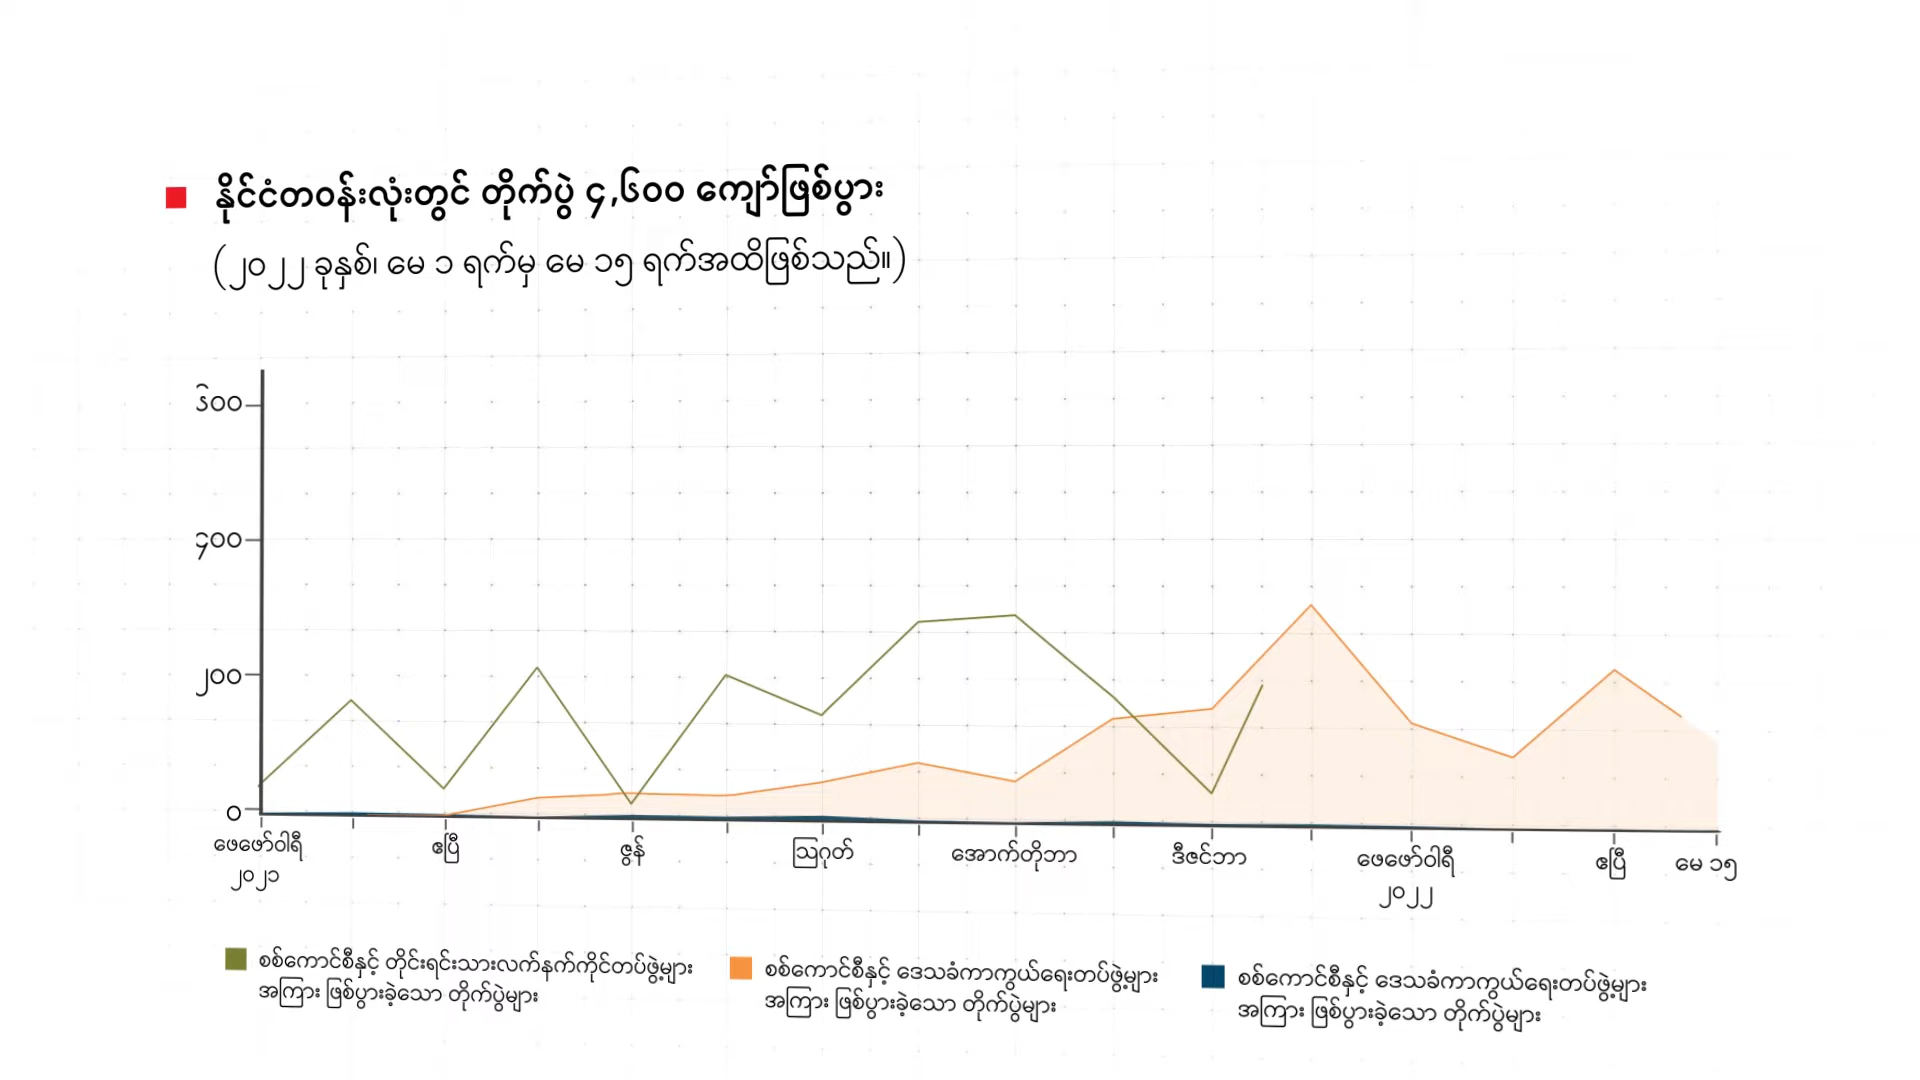 နိုင်ငံတဝန်းလုံးတွင် တိုက်ပွဲ ၄,၆၀၀ ကျော်ဖြစ်ပွား
(၂၀၂၂ ခုနှစ်၊ မေ ၁ ရက်မှ မေ ၁၅ ရက်အထိဖြစ်သည်။)
၆၀၀
၄၀၀
၂၀၀
၀
ဖေဖော်ဝါရီ ဧပြီ ဇွန် သြဂုတ် အောက်တိုဘာ ဒီဇင်ဘာ ဖေဖော်ဝါရီ ဧပြီ မေ ၁၅
၂၀၂၁ ၂၀၂၂
စစ်ကောင်စီနှင့် တိုင်းရင်းသားလက်နက်ကိုင်တပ်ဖွဲ့များ
အကြား ဖြစ်ပွားခဲ့သော တိုက်ပွဲများ
စစ်ကောင်စီနှင့် ဒေသခံကာကွယ်ရေးတပ်ဖွဲ့များ
အကြား ဖြစ်ပွားခဲ့သော တိုက်ပွဲများ
စစ်ကောင်စီနှင့် ဒေသခံကာကွယ်ရေးတပ်ဖွဲ့များ
အကြား ဖြစ်ပွားခဲ့သော တိုက်ပွဲများ